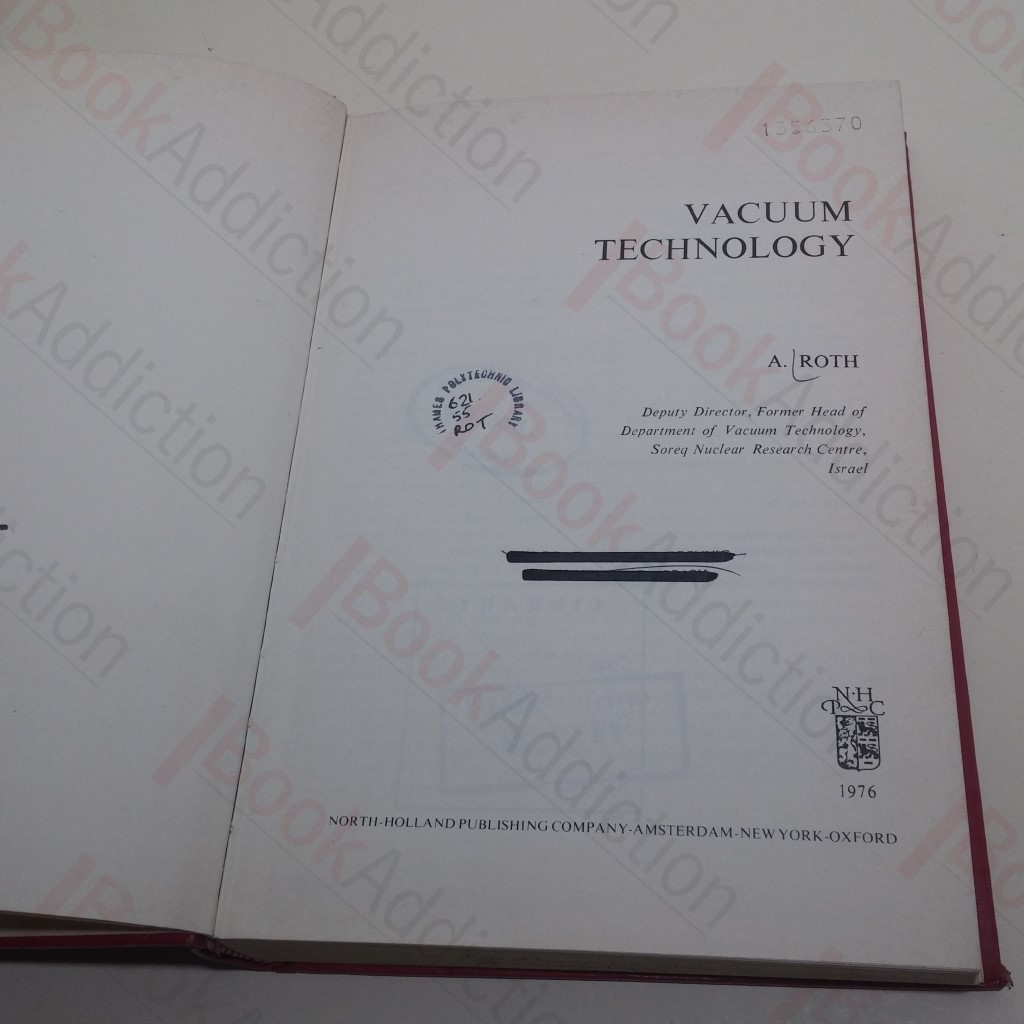 1356370
VACUUM
TECHNOLOGY
A. ROTH
THAMES POLYTECHNIC LIBRARY
621.
55
ROT
Deputy Director, Former Head of
Department of Vacuum Technology,
Soreq Nuclear Research Centre,
Israel
N·H
P C
1976
NORTH-HOLLAND PUBLISHING COMPANY-AMSTERDAM-NEW YORK-OXFORD
BookAddiction